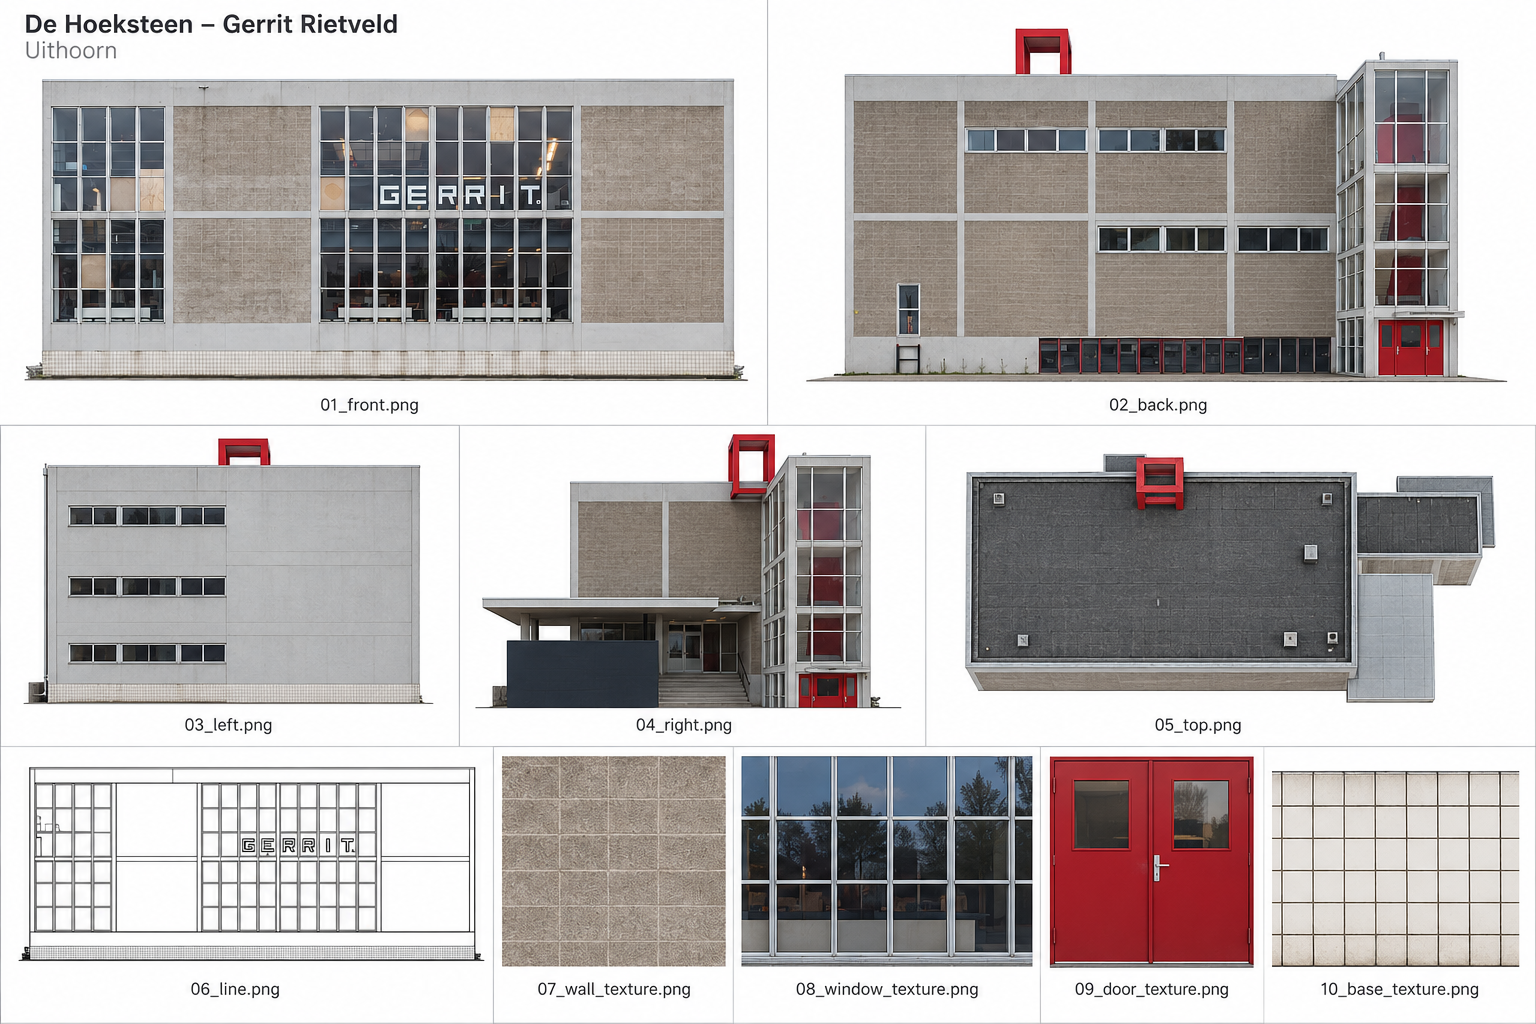 De Hoeksteen – Gerrit Rietveld
Uithoorn
GERRIT.
01_front.png
02_back.png
03_left.png
04_right.png
05_top.png
GERRIT.
06_line.png
07_wall_texture.png
08_window_texture.png
09_door_texture.png
10_base_texture.png